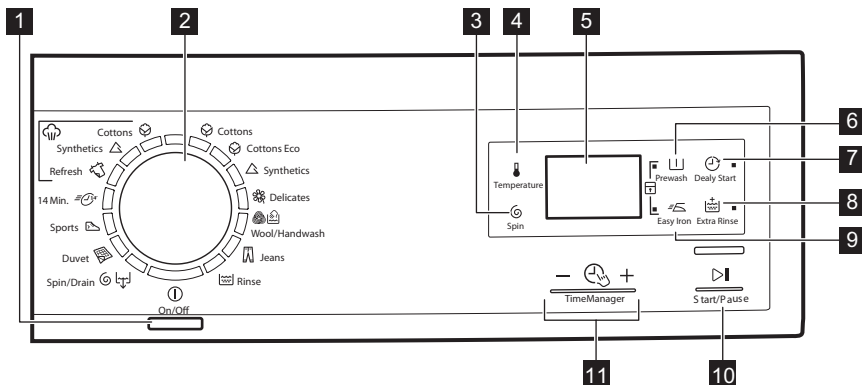 1
2
3
4
5
6
7
8
9
10
11
Cottons
Synthetics
Refresh
14 Min.
Sports
Duvet
Spin/Drain
On/Off
Cottons
Cottons Eco
Synthetics
Delicates
Wool/Handwash
Jeans
Rinse
Temperature
Spin
Prewash
Dealy Start
Easy Iron
Extra Rinse
TimeManager
Start/Pause